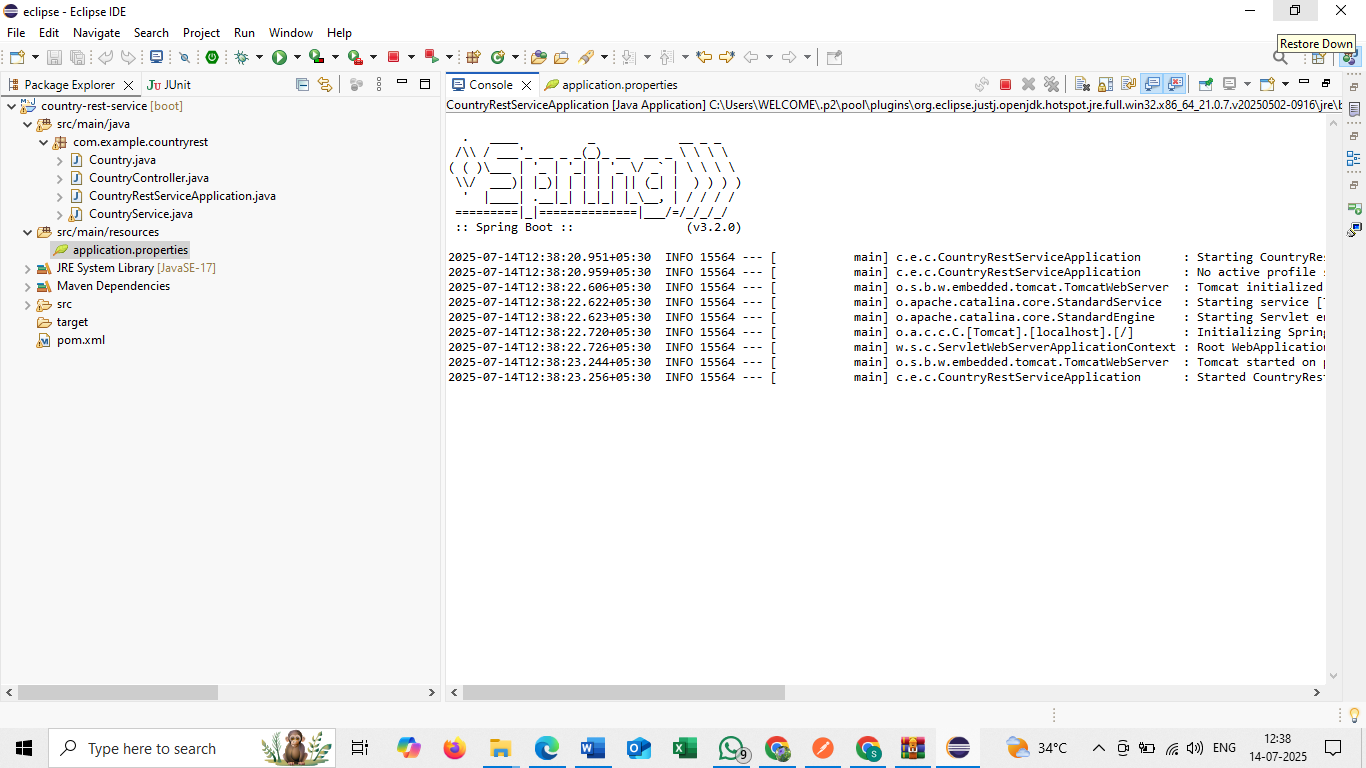 eclipse - Eclipse IDE
File Edit Navigate Search Project Run Window Help
Restore Down
Package Explorer
JUnit
Console
application.properties
country-rest-service [boot]
src/main/java
com.example.countryrest
Country.java
CountryController.java
CountryRestServiceApplication.java
CountryService.java
src/main/resources
application.properties
JRE System Library [JavaSE-17]
Maven Dependencies
src
target
pom.xml
CountryRestServiceApplication [Java Application] C:\Users\WELCOME\.p2\pool\plugins\org.eclipse.justj.openjdk.hotspot.jre.full.win32.x86_64_21.0.7.v20250502-0916\jre\b
  .   ____          _            __ _ _
 /\\ / ___'_ __ _ _(_)_ __  __ _ \ \ \ \
( ( )\___ | '_ | '_| | '_ \/ _` | \ \ \ \
 \\/  ___)| |_)| | | | | || (_| |  ) ) ) )
  '  |____| .__|_| |_|_| |_\__, | / / / /
 =========|_|==============|___/=/_/_/_/
 :: Spring Boot ::                (v3.2.0)
2025-07-14T12:38:20.951+05:30  INFO 15564 --- [           main] c.e.c.CountryRestServiceApplication      : Starting CountryRes
2025-07-14T12:38:20.959+05:30  INFO 15564 --- [           main] c.e.c.CountryRestServiceApplication      : No active profile s
2025-07-14T12:38:22.606+05:30  INFO 15564 --- [           main] o.s.b.w.embedded.tomcat.TomcatWebServer  : Tomcat initialized
2025-07-14T12:38:22.622+05:30  INFO 15564 --- [           main] o.apache.catalina.core.StandardService   : Starting service [T
2025-07-14T12:38:22.623+05:30  INFO 15564 --- [           main] o.apache.catalina.core.StandardEngine    : Starting Servlet en
2025-07-14T12:38:22.720+05:30  INFO 15564 --- [           main] o.a.c.c.C.[Tomcat].[localhost].[/]       : Initializing Spring
2025-07-14T12:38:22.726+05:30  INFO 15564 --- [           main] w.s.c.ServletWebServerApplicationContext : Root WebApplication
2025-07-14T12:38:23.244+05:30  INFO 15564 --- [           main] o.s.b.w.embedded.tomcat.TomcatWebServer  : Tomcat started on p
2025-07-14T12:38:23.256+05:30  INFO 15564 --- [           main] c.e.c.CountryRestServiceApplication      : Started CountryRest
Type here to search
9
34°C
ENG
12:38
14-07-2025